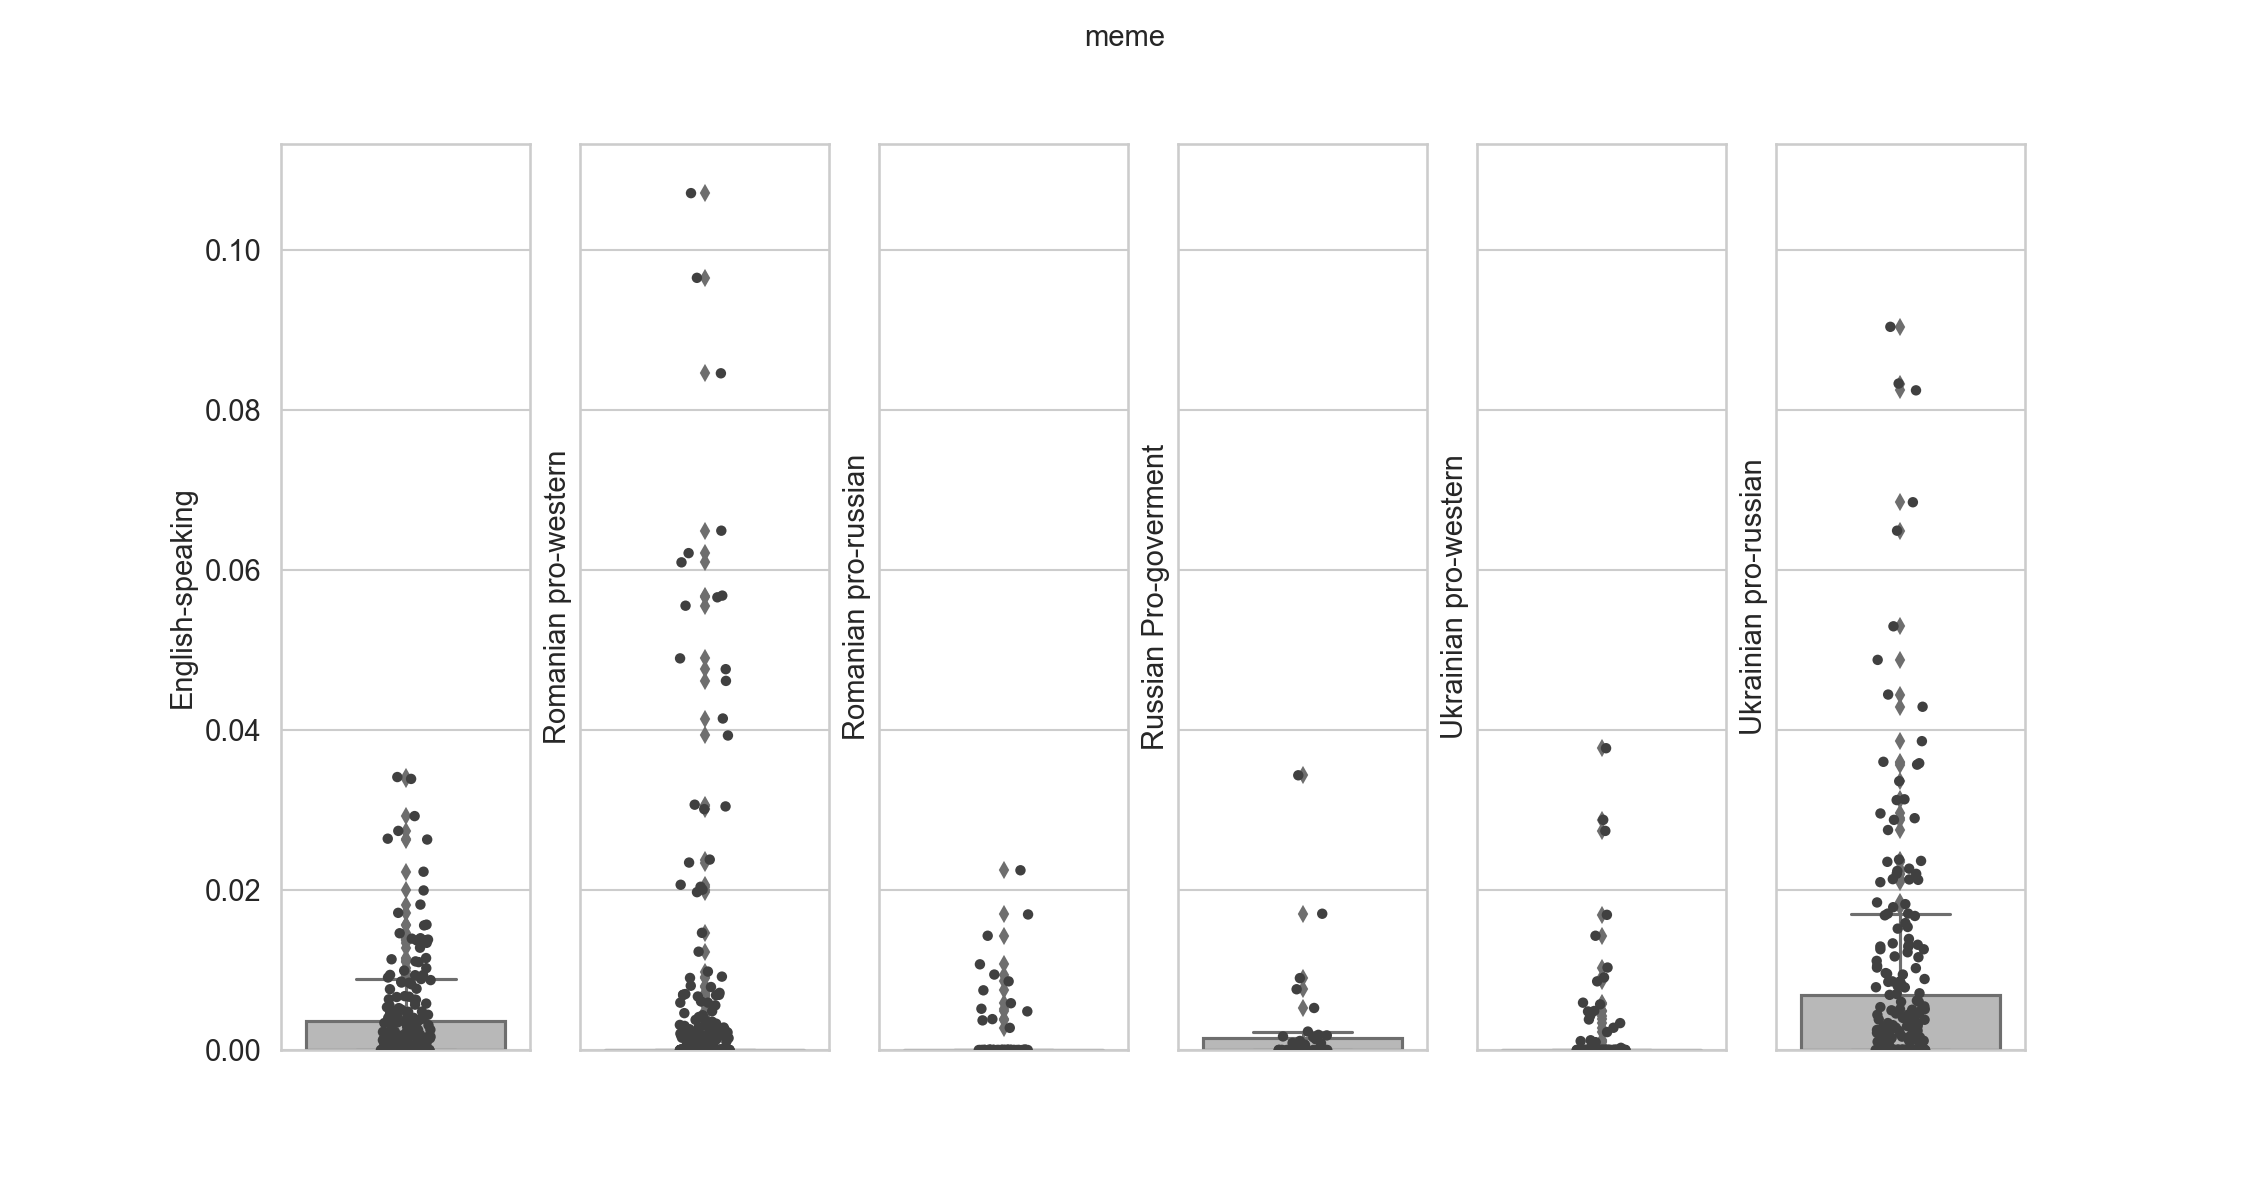 meme
0.10
0.08
0.06
0.04
0.02
0.00
English-speaking
Romanian pro-western
Romanian pro-russian
Russian Pro-goverment
Ukrainian pro-western
Ukrainian pro-russian